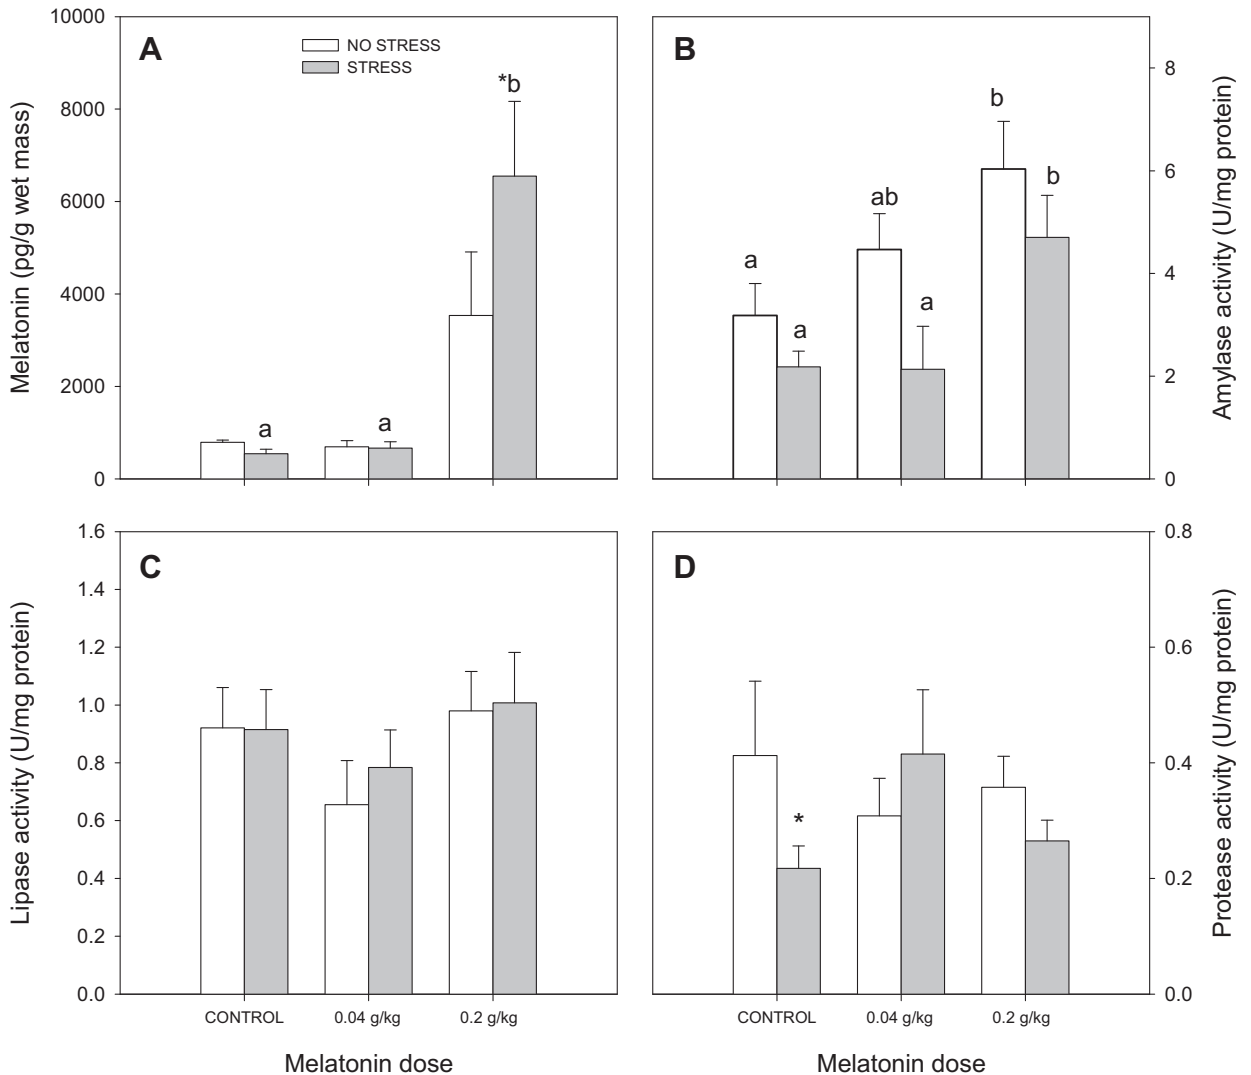 A
NO STRESS
STRESS
Melatonin (pg/g wet mass)
10000
8000
6000
4000
2000
0
a
a
*b
B
Amylase activity (U/mg protein)
8
6
4
2
0
a
a
ab
a
b
b
C
Lipase activity (U/mg protein)
1.6
1.4
1.2
1.0
0.8
0.6
0.4
0.2
0.0
CONTROL
0.04 g/kg
0.2 g/kg
Melatonin dose
D
Protease activity (U/mg protein)
0.8
0.6
0.4
0.2
0.0
*
CONTROL
0.04 g/kg
0.2 g/kg
Melatonin dose